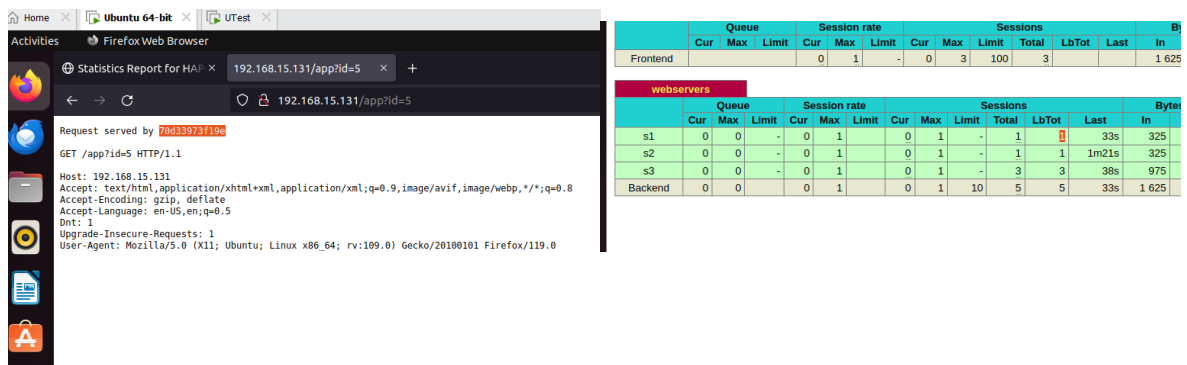 Home Ubuntu 64-bit UTest
Activities Firefox Web Browser
Statistics Report for HAP 192.168.15.131/app?id=5
192.168.15.131/app?id=5
Request served by 70d33973f19e
GET /app?id=5 HTTP/1.1
Host: 192.168.15.131
Accept: text/html,application/xhtml+xml,application/xml;q=0.9,image/avif,image/webp,*/*;q=0.8
Accept-Encoding: gzip, deflate
Accept-Language: en-US,en;q=0.5
Dnt: 1
Upgrade-Insecure-Requests: 1
User-Agent: Mozilla/5.0 (X11; Ubuntu; Linux x86_64; rv:109.0) Gecko/20100101 Firefox/119.0
Queue Session rate Sessions By
Cur Max Limit Cur Max Limit Cur Max Limit Total LbTot Last In
Frontend 0 1 - 0 3 100 3 1 625
webservers
Queue Session rate Sessions Bytes
Cur Max Limit Cur Max Limit Cur Max Limit Total LbTot Last In
s1 0 0 - 0 1 0 1 - 1 1 33s 325
s2 0 0 - 0 1 0 1 - 1 1 1m21s 325
s3 0 0 - 0 1 0 1 - 3 3 38s 975
Backend 0 0 0 1 0 1 10 5 5 33s 1 625